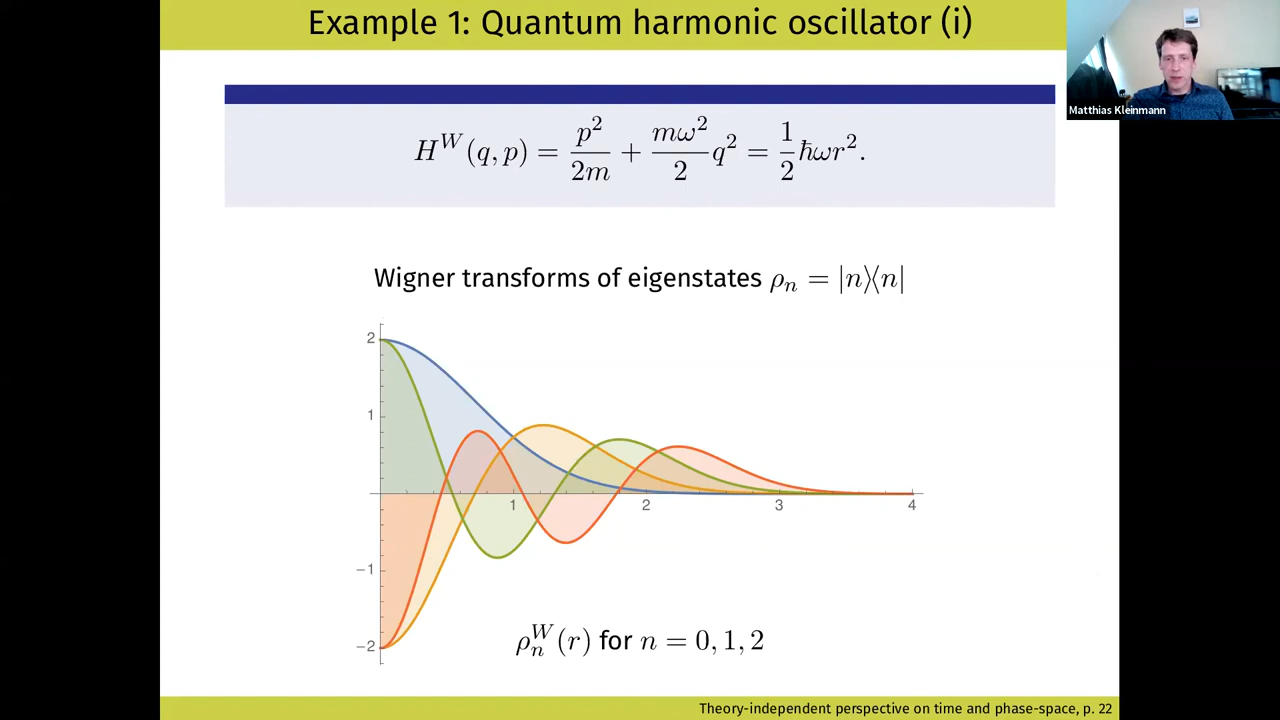 Example 1: Quantum harmonic oscillator (i)
Matthias Kleinmann
H^W(q, p) = p²/2m + mω²/2 q² = 1/2 ħωr².
Wigner transforms of eigenstates ρₙ = |n⟩⟨n|
2
1
−1
−2
1 2 3 4
ρₙ^W(r) for n = 0, 1, 2
Theory-independent perspective on time and phase-space, p. 22